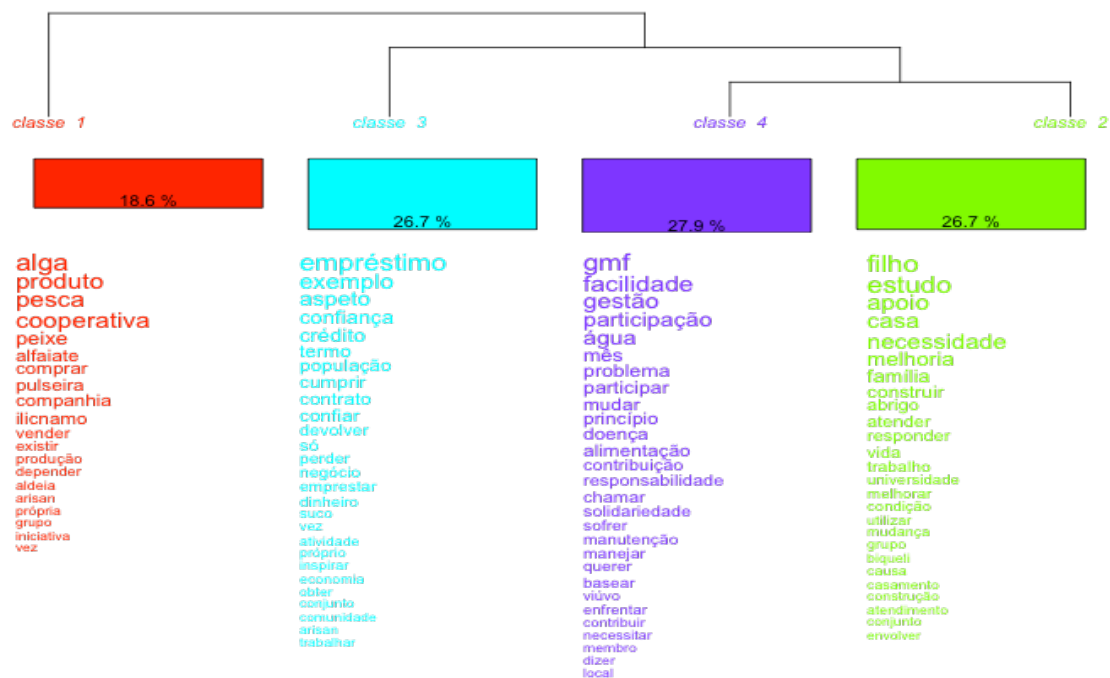 classe 1
classe 3
classe 4
classe 2
18.6 %
26.7 %
27.9 %
26.7 %
alga
produto
pesca
cooperativa
peixe
alfaiate
comprar
pulseira
companhia
ilicnamo
vender
existir
produção
depender
aldeia
arisan
própria
grupo
iniciativa
vez
empréstimo
exemplo
aspeto
confiança
crédito
termo
população
cumprir
contrato
confiar
devolver
só
perder
negócio
emprestar
dinheiro
suco
vez
atividade
próprio
inspirar
economia
obter
conjunto
comunidade
arisan
trabalhar
gmf
facilidade
gestão
participação
água
mês
problema
participar
mudar
princípio
doença
alimentação
contribuição
responsabilidade
chamar
solidariedade
sofrer
manutenção
manejar
querer
basear
viúvo
enfrentar
contribuir
necessitar
membro
dizer
local
filho
estudo
apoio
casa
necessidade
melhoria
família
construir
abrigo
atender
responder
vida
trabalho
universidade
melhorar
condição
utilizar
mudança
grupo
biqueli
causa
casamento
construção
atendimento
conjunto
envolver